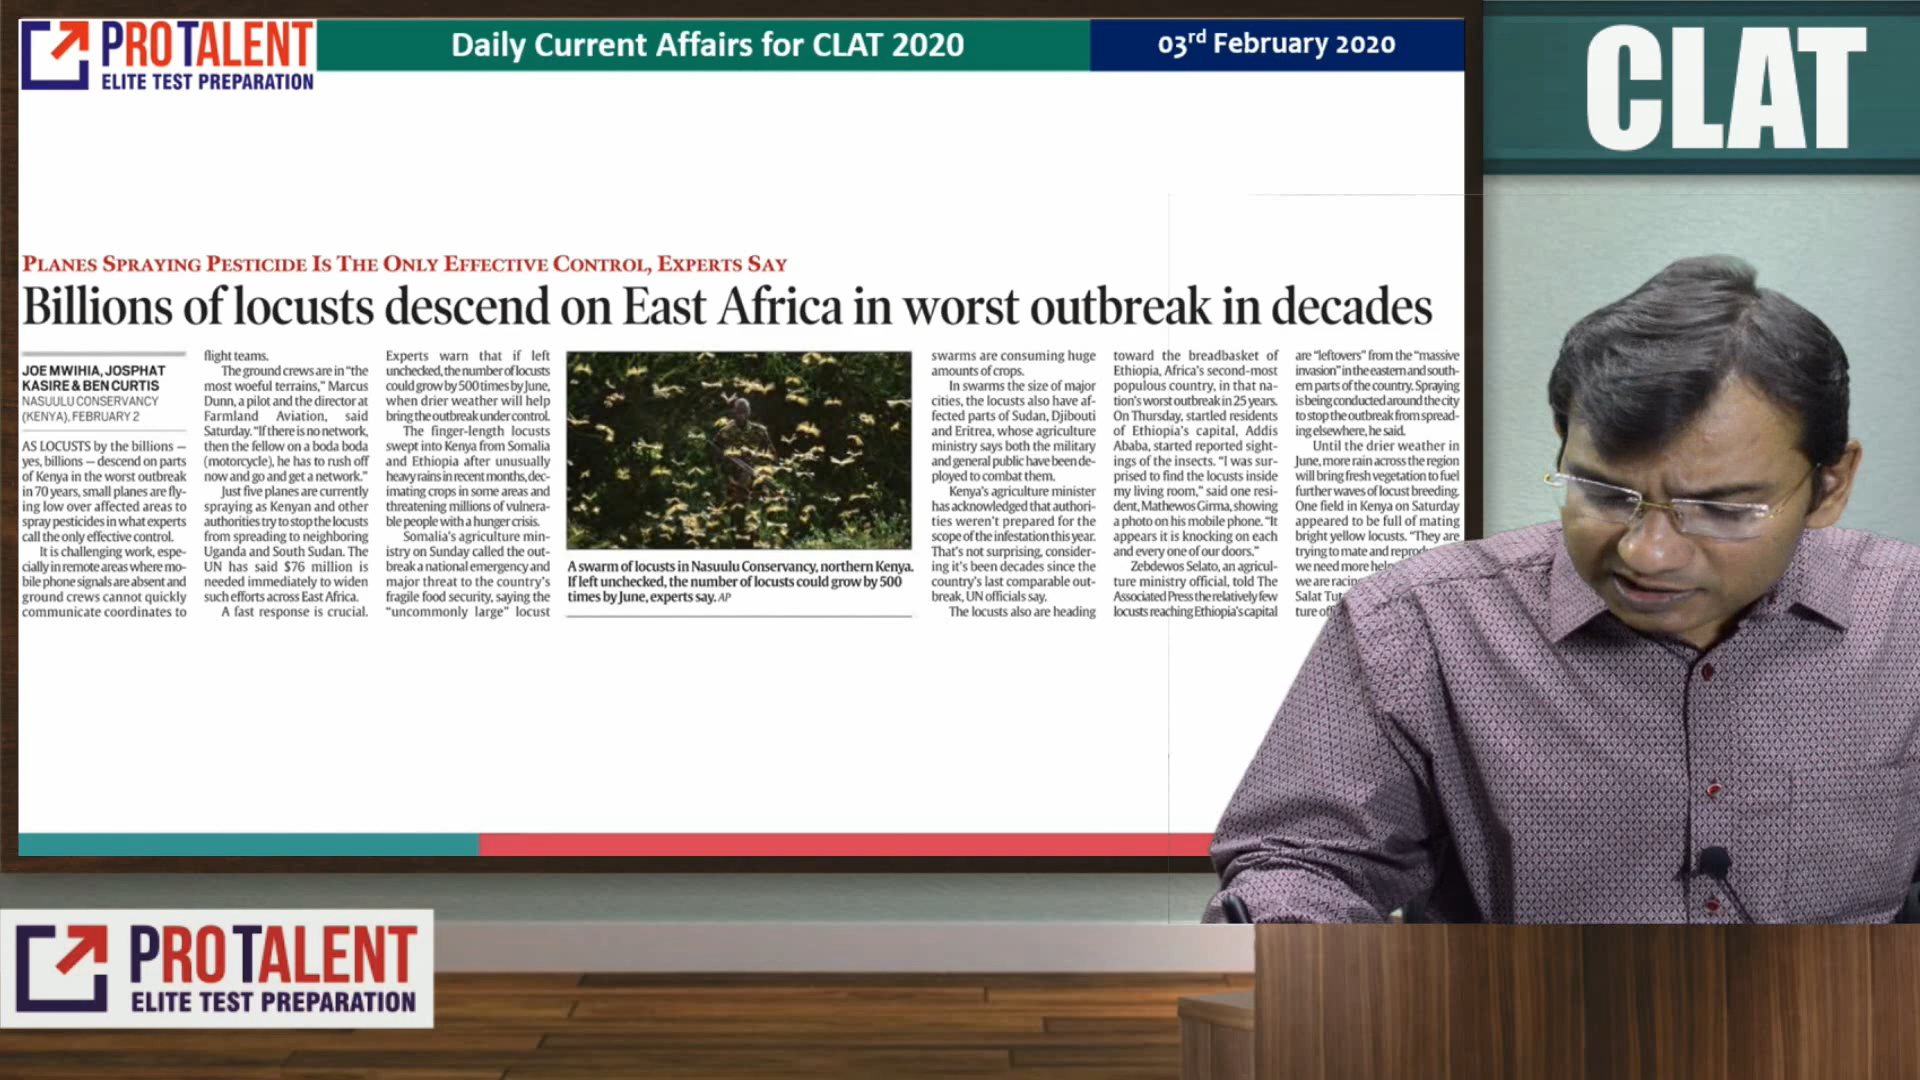 PROTALENT
ELITE TEST PREPARATION
Daily Current Affairs for CLAT 2020
03rd February 2020
CLAT
PLANES SPRAYING PESTICIDE IS THE ONLY EFFECTIVE CONTROL, EXPERTS SAY
Billions of locusts descend on East Africa in worst outbreak in decades
JOE MWIHIA, JOSPHAT
KASIRE & BEN CURTIS
NASUULU CONSERVANCY
(KENYA), FEBRUARY 2
AS LOCUSTS by the billions —
yes, billions — descend on parts
of Kenya in the worst outbreak
in 70 years, small planes are fly-
ing low over affected areas to
spray pesticides in what experts
call the only effective control.
It is challenging work, espe-
cially in remote areas where mo-
bile phone signals are absent and
ground crews cannot quickly
communicate coordinates to
flight teams.
The ground crews are in "the
most woeful terrains," Marcus
Dunn, a pilot and the director at
Farmland Aviation, said
Saturday. "If there is no network,
then the fellow on a boda boda
(motorcycle), he has to rush off
now and go and get a network."
Just five planes are currently
spraying as Kenyan and other
authorities try to stop the locusts
from spreading to neighboring
Uganda and South Sudan. The
UN has said $76 million is
needed immediately to widen
such efforts across East Africa.
A fast response is crucial.
Experts warn that if left
unchecked, the number of locusts
could grow by 500 times by June,
when drier weather will help
bring the outbreak under control.
The finger-length locusts
swept into Kenya from Somalia
and Ethiopia after unusually
heavy rains in recent months, dec-
imating crops in some areas and
threatening millions of vulnera-
ble people with a hunger crisis.
Somalia's agriculture min-
istry on Sunday called the out-
break a national emergency and
major threat to the country's
fragile food security, saying the
"uncommonly large" locust
A swarm of locusts in Nasuulu Conservancy, northern Kenya.
If left unchecked, the number of locusts could grow by 500
times by June, experts say. AP
swarms are consuming huge
amounts of crops.
In swarms the size of major
cities, the locusts also have af-
fected parts of Sudan, Djibouti
and Eritrea, whose agriculture
ministry says both the military
and general public have been de-
ployed to combat them.
Kenya's agriculture minister
has acknowledged that authori-
ties weren't prepared for the
scope of the infestation this year.
That's not surprising, consider-
ing it's been decades since the
country's last comparable out-
break, UN officials say.
The locusts also are heading
toward the breadbasket of
Ethiopia, Africa's second-most
populous country, in that na-
tion's worst outbreak in 25 years.
On Thursday, startled residents
of Ethiopia's capital, Addis
Ababa, started reported sight-
ings of the insects. "I was sur-
prised to find the locusts inside
my living room," said one resi-
dent, Mathewos Girma, showing
a photo on his mobile phone. "It
appears it is knocking on each
and every one of our doors."
Zebdewos Selato, an agricul-
ture ministry official, told The
Associated Press the relatively few
locusts reaching Ethiopia's capital
are "leftovers" from the "massive
invasion" in the eastern and south-
ern parts of the country. Spraying
is being conducted around the city
to stop the outbreak from spread-
ing elsewhere, he said.
Until the drier weather in
June, more rain across the region
will bring fresh vegetation to fuel
further waves of locust breeding.
One field in Kenya on Saturday
appeared to be full of mating
bright yellow locusts. "They are
trying to mate and
we need more
we are
Salat
ture
PROTALENT
ELITE TEST PREPARATION